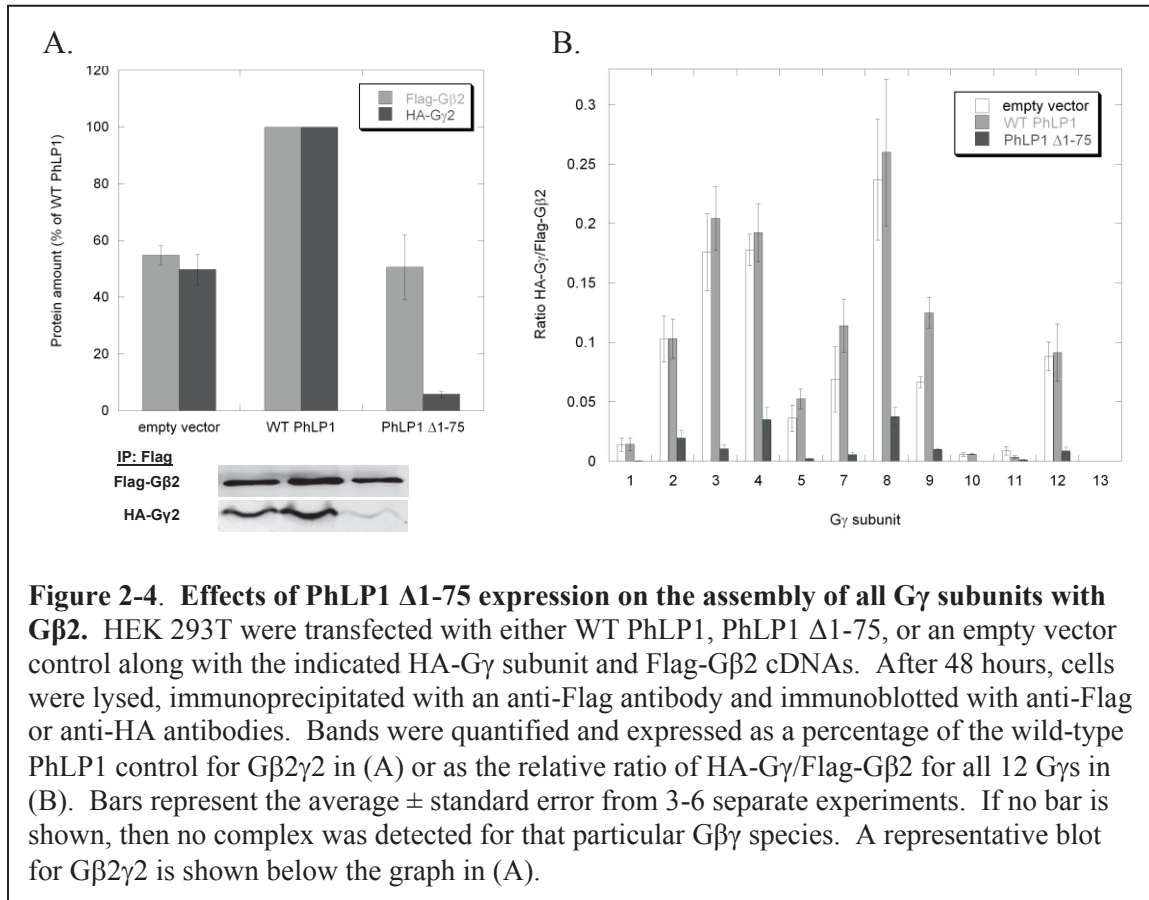 A.
120
100
80
60
40
20
0
Protein amount (% of WT PhLP1)
Flag-Gβ2
HA-Gγ2
empty vector WT PhLP1 PhLP1 Δ1-75
IP: Flag
Flag-Gβ2
HA-Gγ2
B.
0.3
0.25
0.2
0.15
0.1
0.05
0
Ratio HA-Gγ/Flag-Gβ2
empty vector
WT PhLP1
PhLP1 Δ1-75
1 2 3 4 5 7 8 9 10 11 12 13
Gγ subunit
Figure 2-4. Effects of PhLP1 Δ1-75 expression on the assembly of all Gγ subunits with
Gβ2. HEK 293T were transfected with either WT PhLP1, PhLP1 Δ1-75, or an empty vector
control along with the indicated HA-Gγ subunit and Flag-Gβ2 cDNAs. After 48 hours, cells
were lysed, immunoprecipitated with an anti-Flag antibody and immunoblotted with anti-Flag
or anti-HA antibodies. Bands were quantified and expressed as a percentage of the wild-type
PhLP1 control for Gβ2γ2 in (A) or as the relative ratio of HA-Gγ/Flag-Gβ2 for all 12 Gγs in
(B). Bars represent the average ± standard error from 3-6 separate experiments. If no bar is
shown, then no complex was detected for that particular Gβγ species. A representative blot
for Gβ2γ2 is shown below the graph in (A).